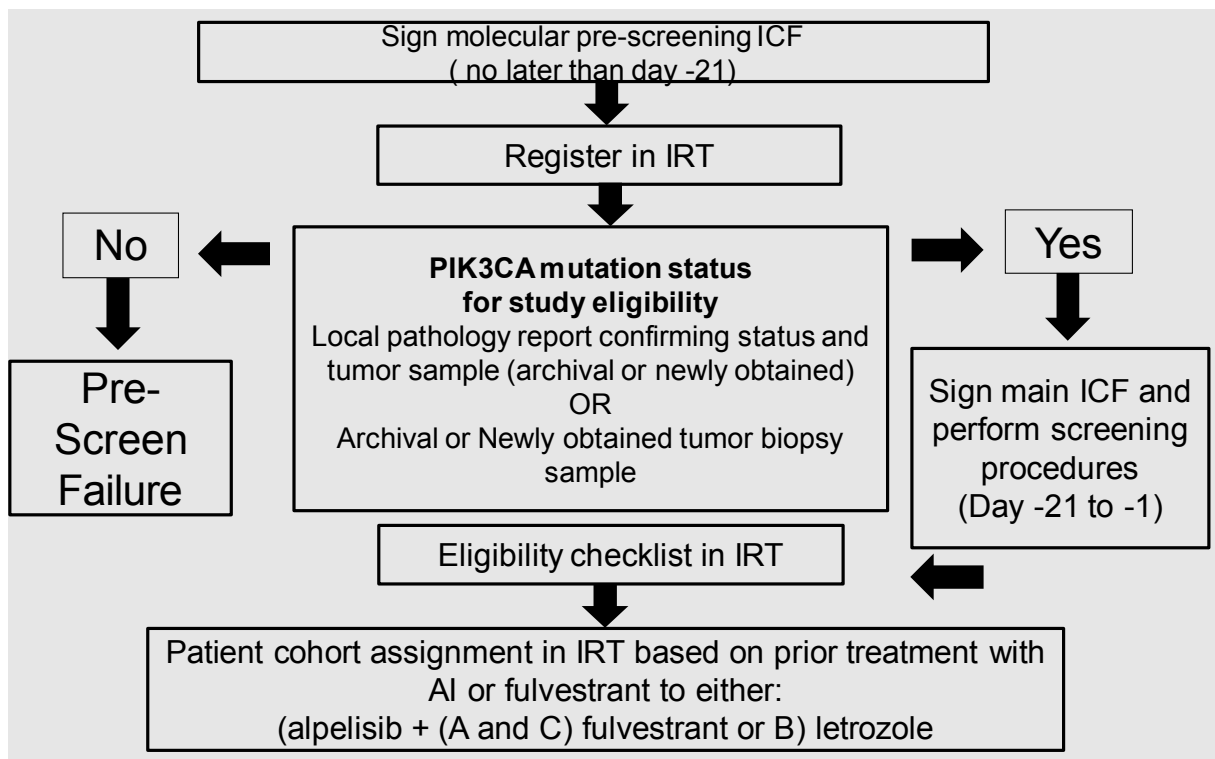 Sign molecular pre-screening ICF
( no later than day -21)
Register in IRT
No
Yes
PIK3CA mutation status
for study eligibility
Local pathology report confirming status and
tumor sample (archival or newly obtained)
OR
Archival or Newly obtained tumor biopsy
sample
Pre-
Screen
Failure
Sign main ICF and
perform screening
procedures
(Day -21 to -1)
Eligibility checklist in IRT
Patient cohort assignment in IRT based on prior treatment with
AI or fulvestrant to either:
(alpelisib + (A and C) fulvestrant or B) letrozole